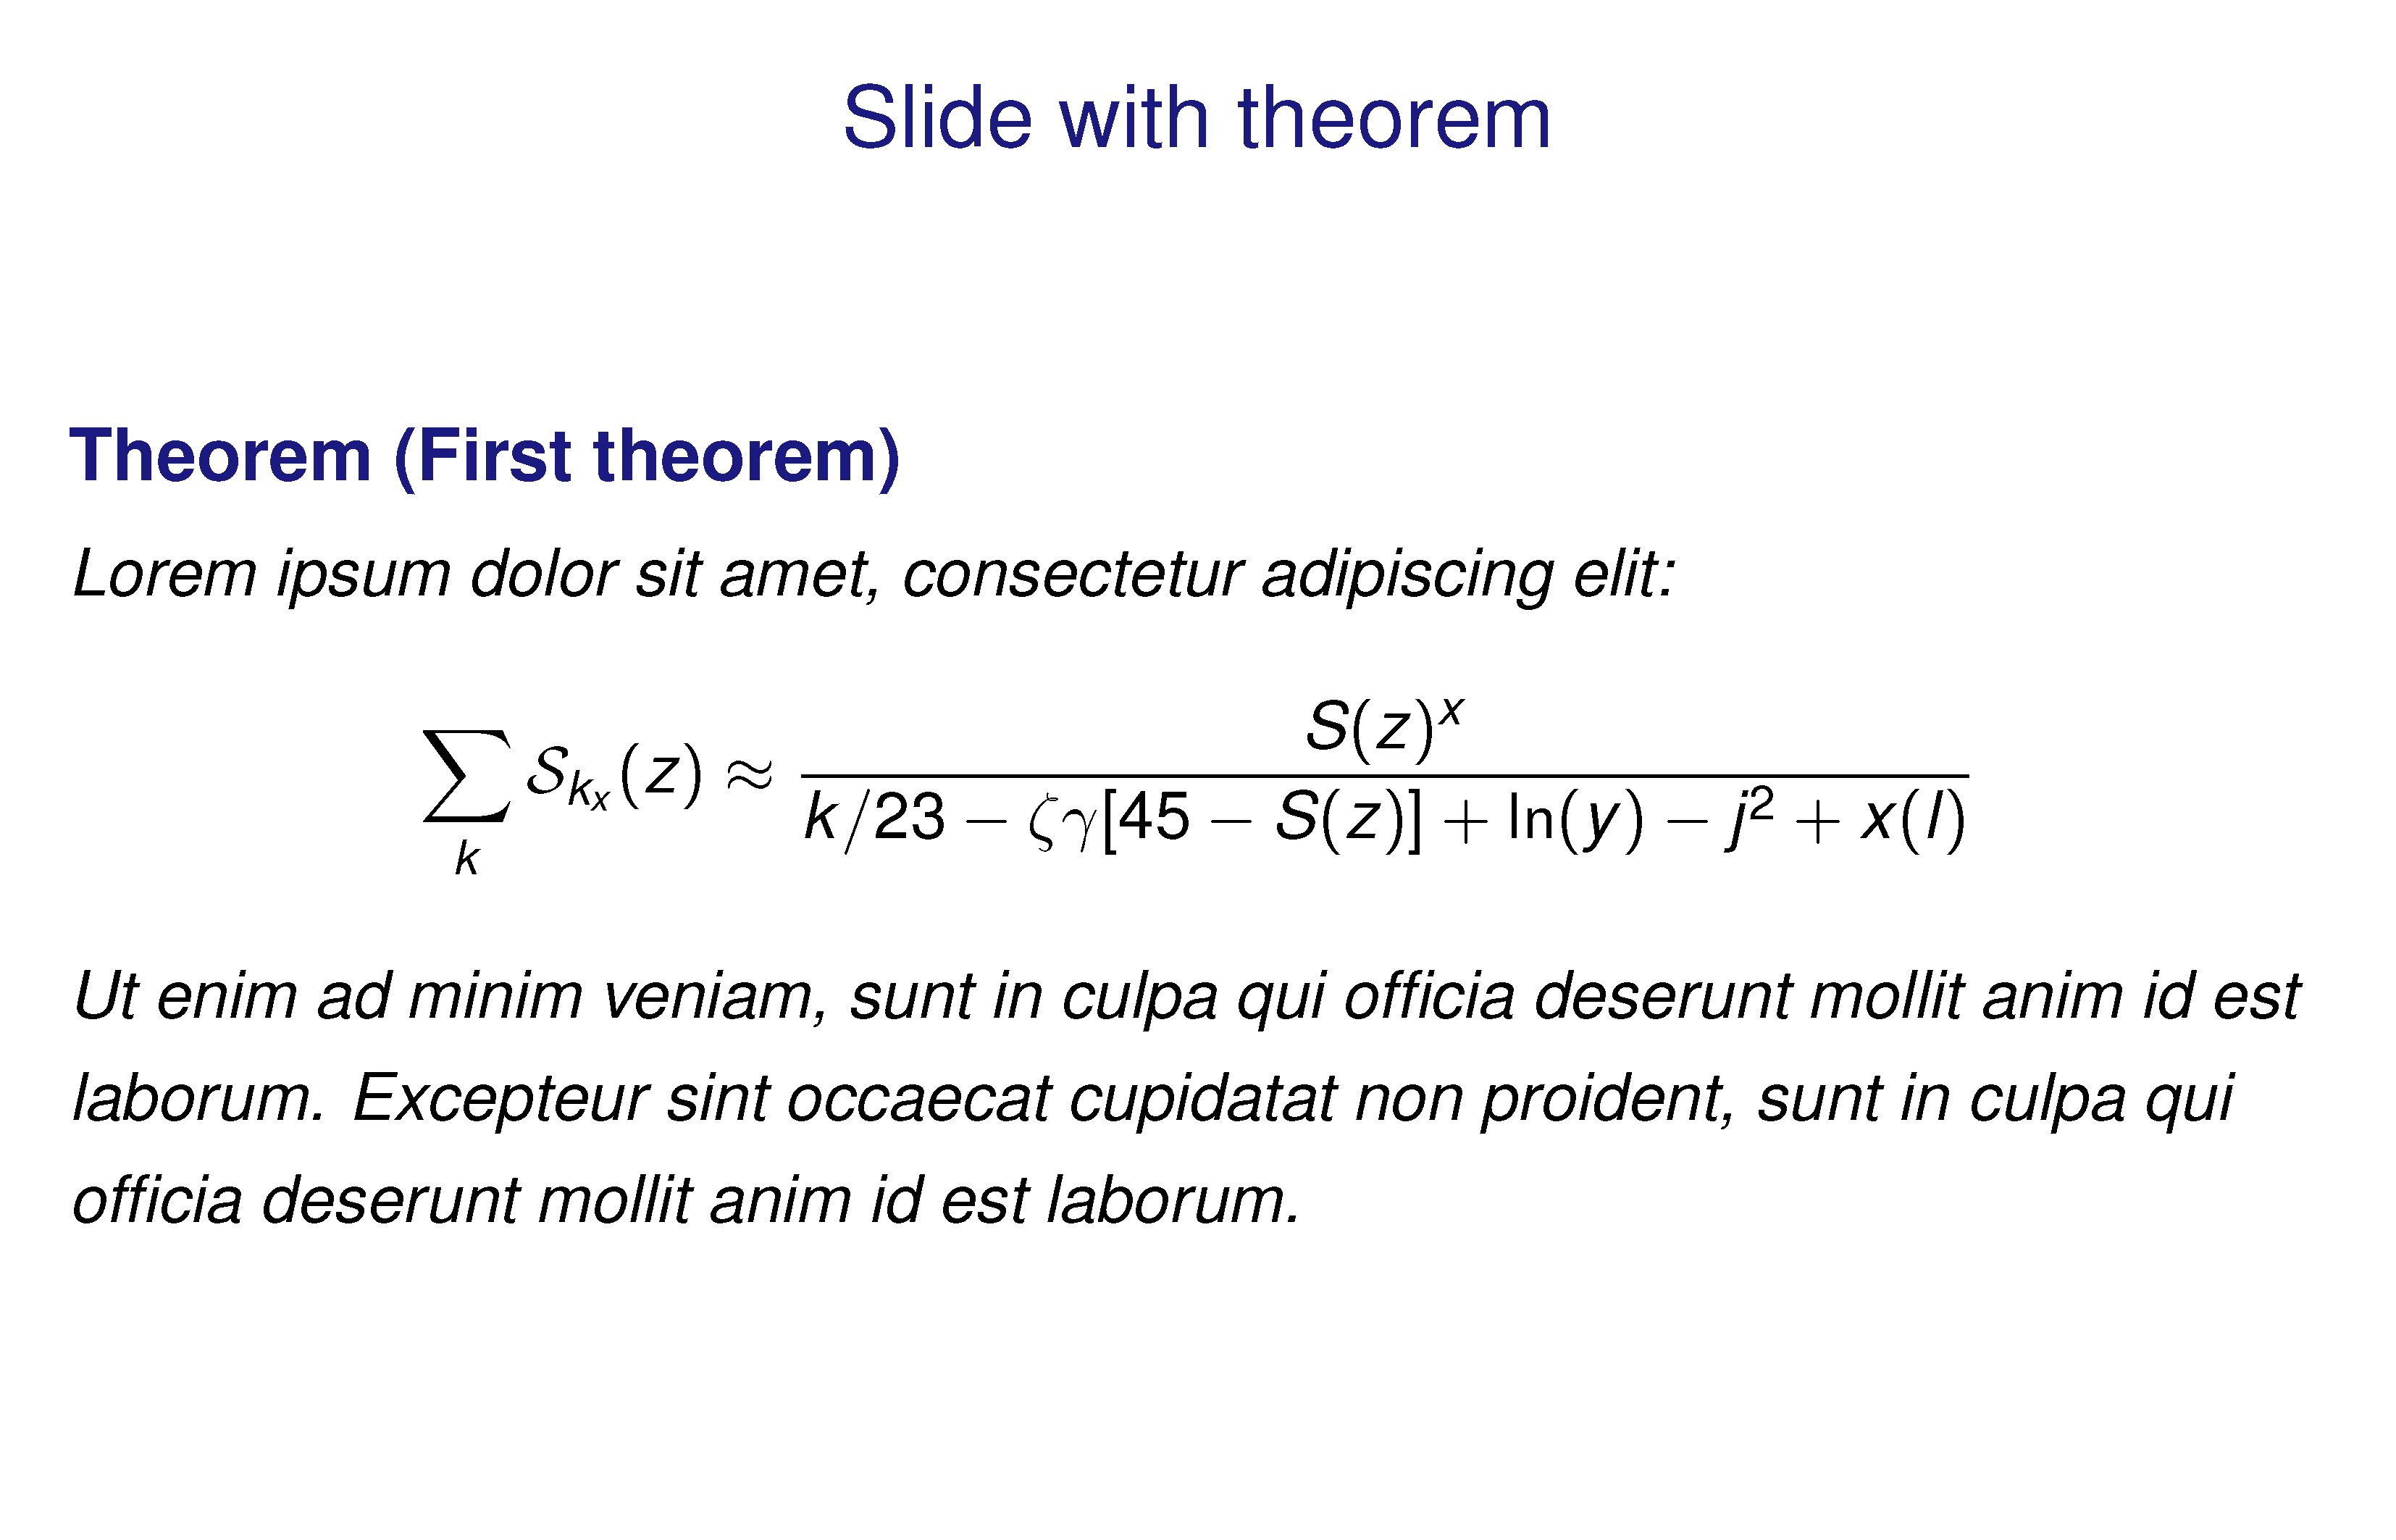 Slide with theorem
Theorem (First theorem)
Lorem ipsum dolor sit amet, consectetur adipiscing elit:
$$\sum_{k} \mathcal{S}_{k_x}(z) \approx \frac{S(z)^x}{k/23 - \zeta\gamma[45 - S(z)] + \ln(y) - j^2 + x(l)}$$
Ut enim ad minim veniam, sunt in culpa qui officia deserunt mollit anim id est
laborum. Excepteur sint occaecat cupidatat non proident, sunt in culpa qui
officia deserunt mollit anim id est laborum.